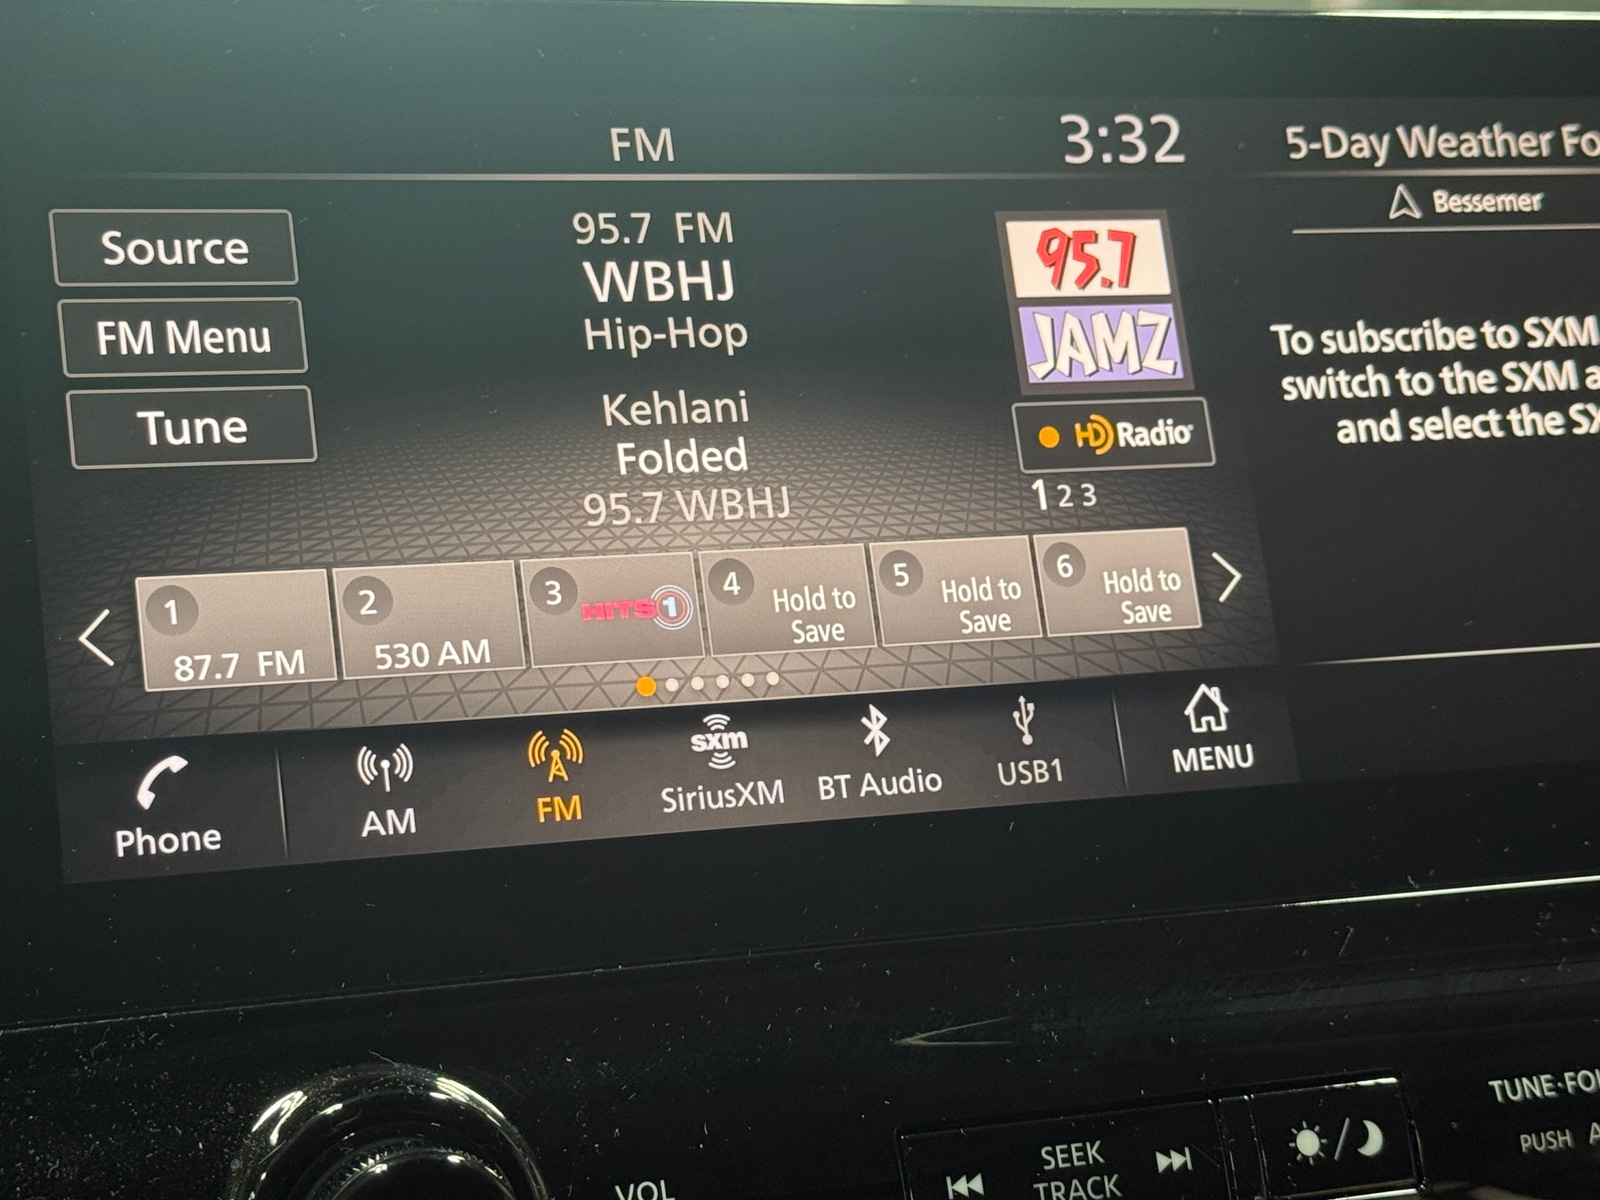 FM
3:32
Source
FM Menu
Tune
95.7 FM
WBHJ
Hip-Hop
Kehlani
Folded
95.7 WBHJ
95.7
JAMZ
HD Radio
1 2 3
1
87.7 FM
2
530 AM
3
HITS 1
4
Hold to
Save
5
Hold to
Save
6
Hold to
Save
Phone
AM
FM
sxm
SiriusXM
BT Audio
USB1
MENU
5-Day Weather Fo
Bessemer
To subscribe to SXM
switch to the SXM a
and select the SX
VOL
SEEK
TRACK
TUNE·FOL
PUSH A